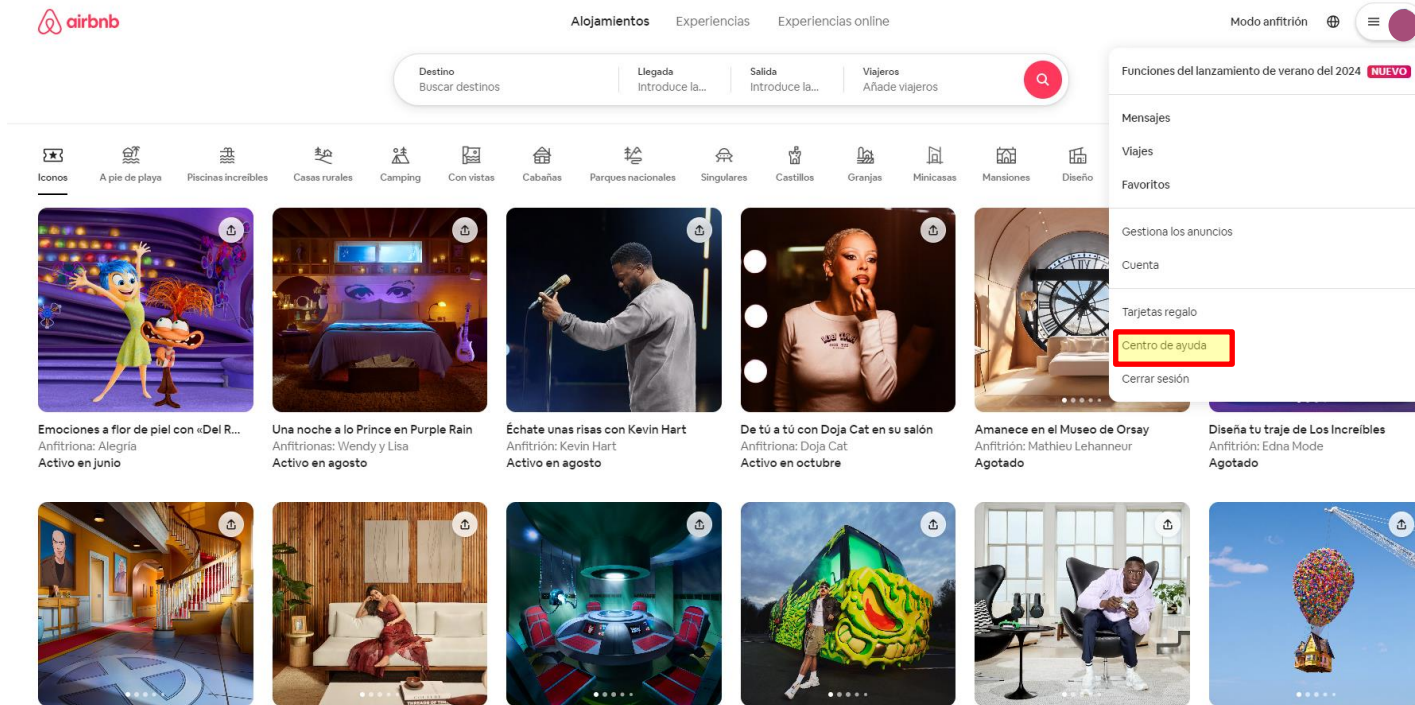 airbnb
Alojamientos Experiencias Experiencias online
Modo anfitrión
Destino
Buscar destinos
Llegada
Introduce la...
Salida
Introduce la...
Viajeros
Añade viajeros
Funciones del lanzamiento de verano del 2024 NUEVO
Mensajes
Viajes
Favoritos
Gestiona los anuncios
Cuenta
Tarjetas regalo
Centro de ayuda
Cerrar sesión
Iconos A pie de playa Piscinas increíbles Casas rurales Camping Con vistas Cabañas Parques nacionales Singulares Castillos Granjas Minicasas Mansiones Diseño
Emociones a flor de piel con «Del R...
Anfitriona: Alegría
Activo en junio
Una noche a lo Prince en Purple Rain
Anfitrionas: Wendy y Lisa
Activo en agosto
Échate unas risas con Kevin Hart
Anfitrión: Kevin Hart
Activo en agosto
De tú a tú con Doja Cat en su salón
Anfitriona: Doja Cat
Activo en octubre
Amanece en el Museo de Orsay
Anfitrión: Mathieu Lehanneur
Agotado
Diseña tu traje de Los Increíbles
Anfitrión: Edna Mode
Agotado